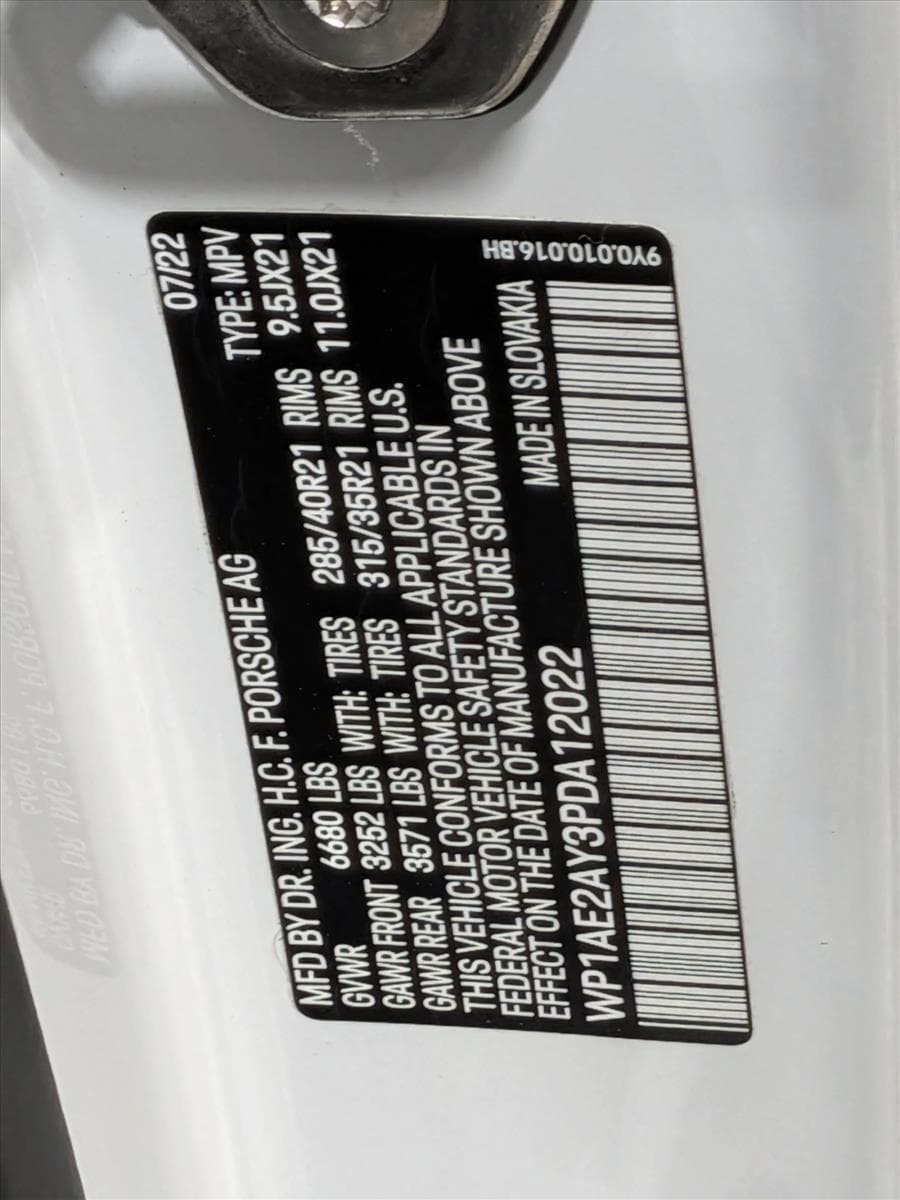 07/22
MFD BY DR. ING. H.C. F. PORSCHE AG TYPE: MPV
GVWR 6680 LBS
GAWR FRONT 3252 LBS WITH: TIRES 285/40R21 RIMS 9.5JX21
GAWR REAR 3571 LBS WITH: TIRES 315/35R21 RIMS 11.0JX21
THIS VEHICLE CONFORMS TO ALL APPLICABLE U.S.
FEDERAL MOTOR VEHICLE SAFETY STANDARDS IN
EFFECT ON THE DATE OF MANUFACTURE SHOWN ABOVE
WP1AE2AY3PDA12022 MADE IN SLOVAKIA
9Y0.010.016.BH